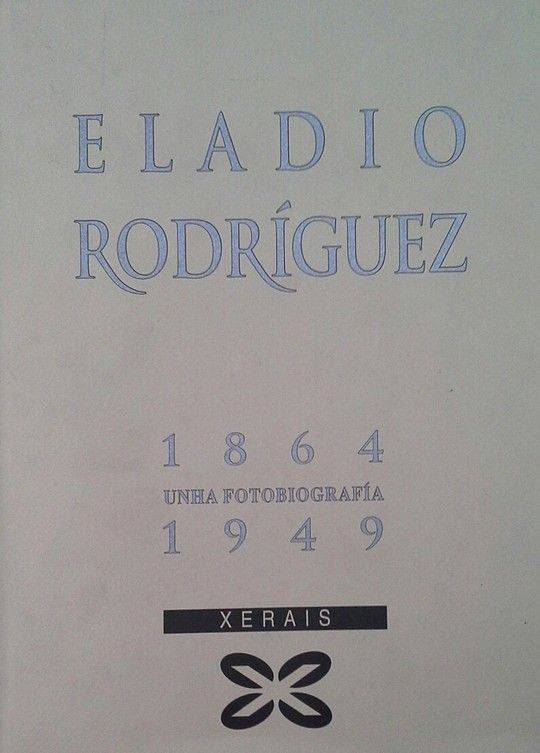 ELADIO
RODRÍGUEZ
1864
UNHA FOTOBIOGRAFÍA
1949
XERAIS